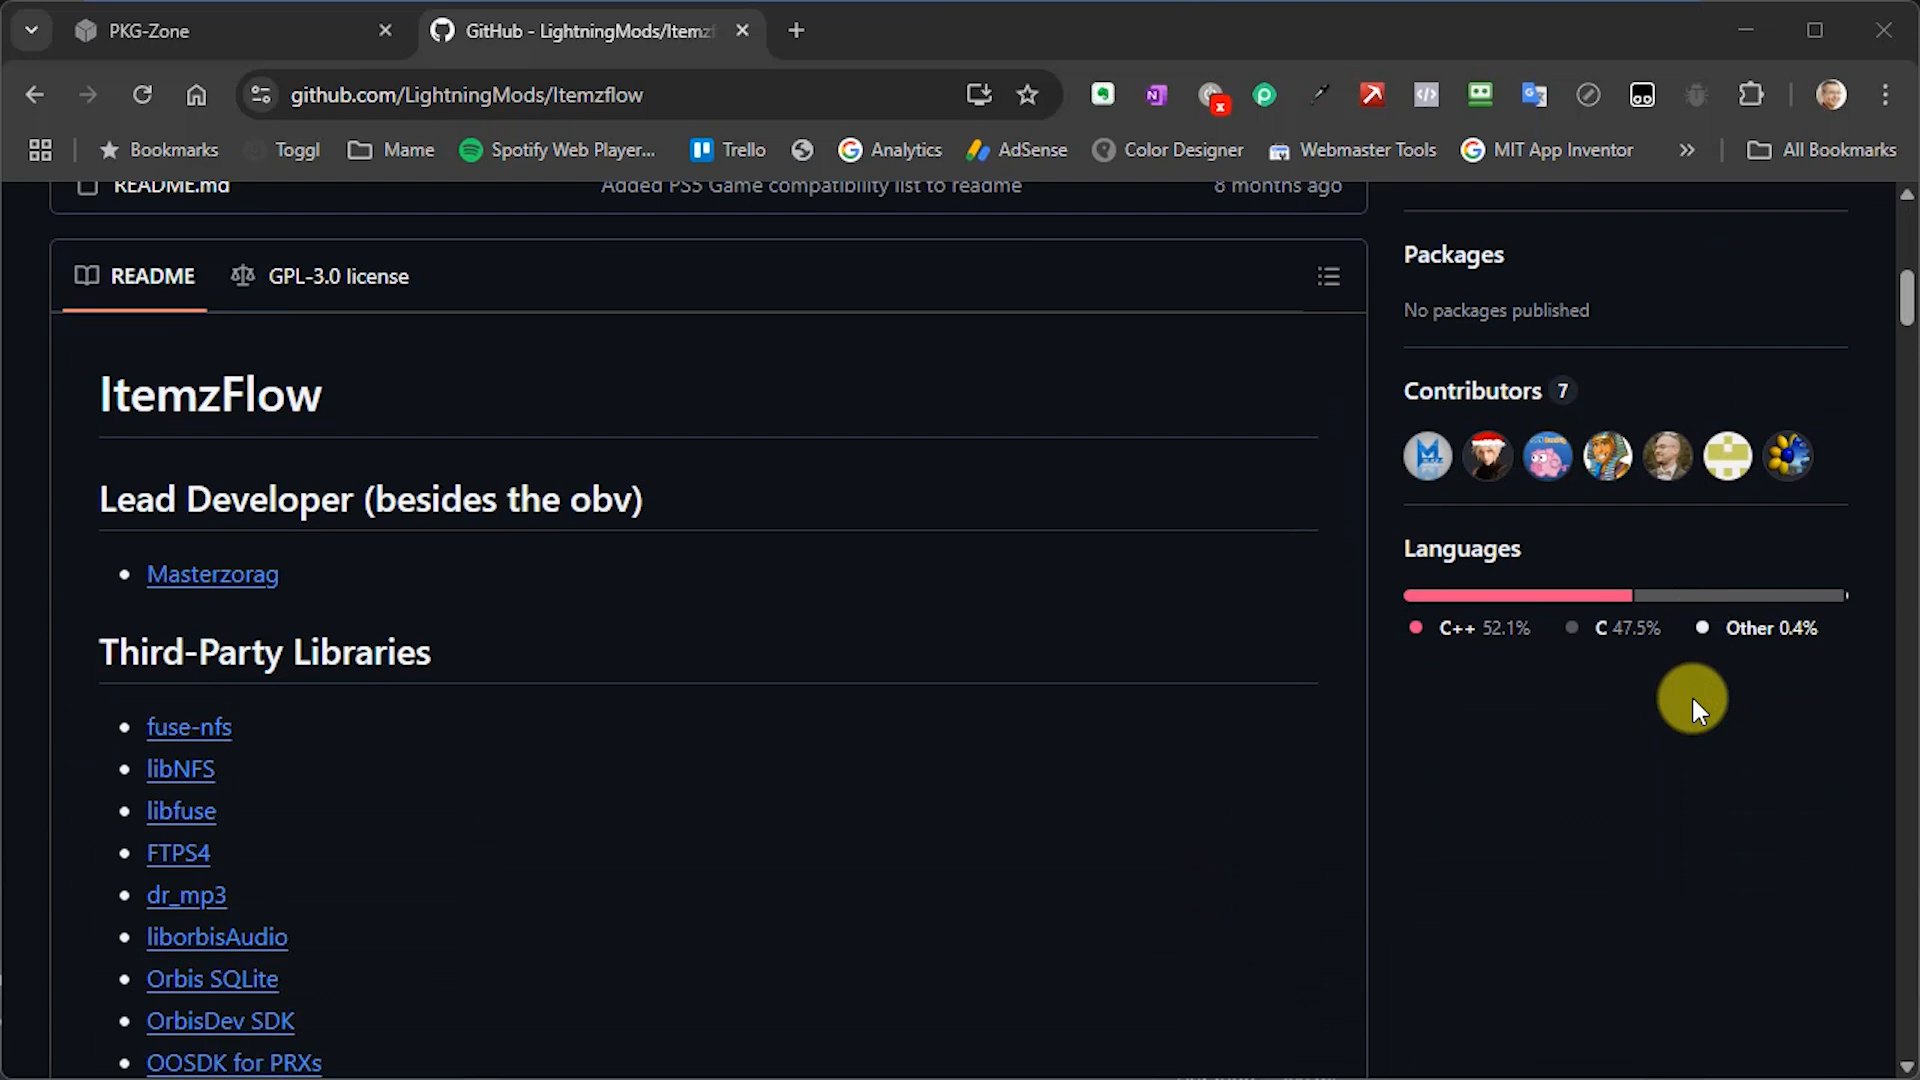 PKG-Zone
GitHub - LightningMods/Itemzf
github.com/LightningMods/Itemzflow
Bookmarks
Toggl
Mame
Spotify Web Player...
Trello
Analytics
AdSense
Color Designer
Webmaster Tools
MIT App Inventor
All Bookmarks
README.md
Added PS5 Game compatibility list to readme
8 months ago
README
GPL-3.0 license
ItemzFlow
Lead Developer (besides the obv)
Masterzorag
Third-Party Libraries
fuse-nfs
libNFS
libfuse
FTPS4
dr_mp3
liborbisAudio
Orbis SQLite
OrbisDev SDK
OOSDK for PRXs
Packages
No packages published
Contributors 7
Languages
C++ 52.1% C 47.5% Other 0.4%